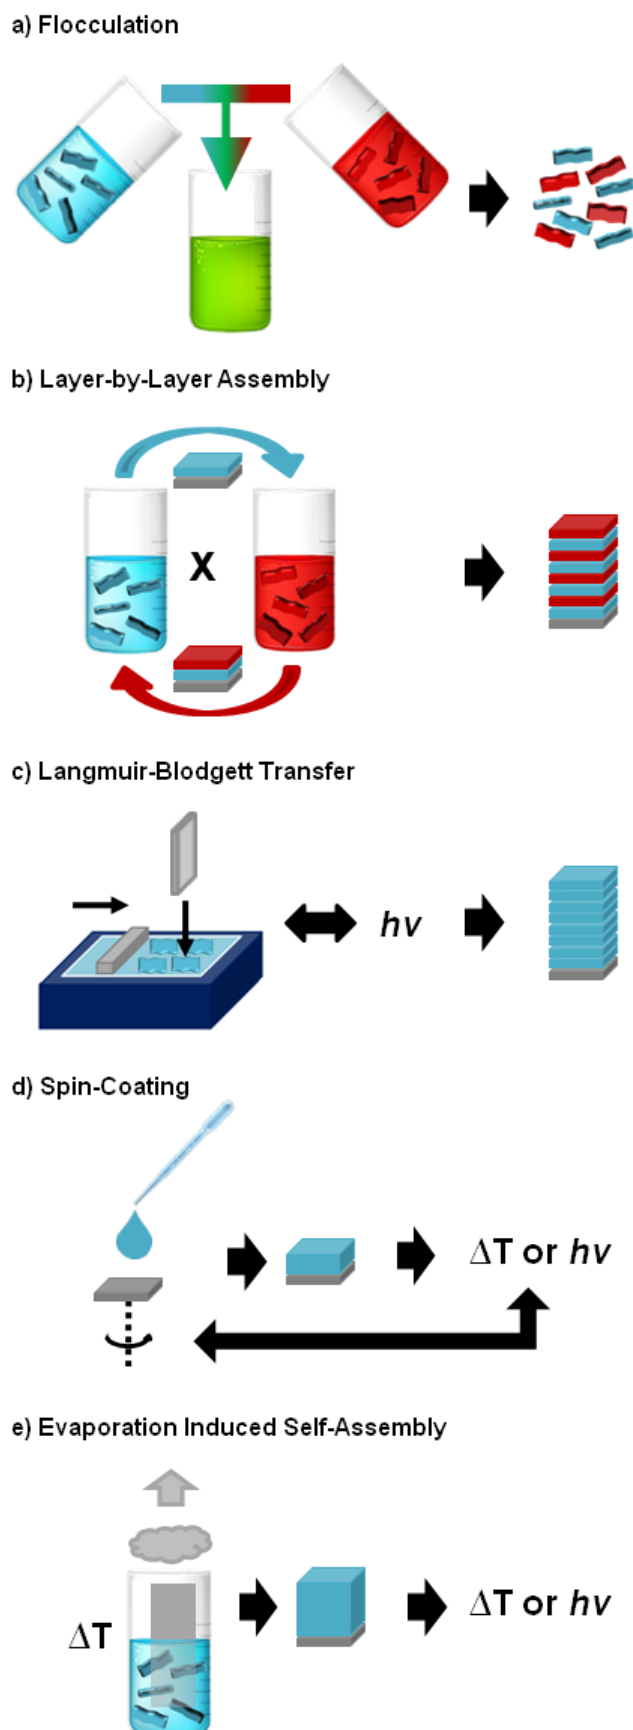 a) Flocculation
b) Layer-by-Layer Assembly
X
c) Langmuir-Blodgett Transfer
hv
d) Spin-Coating
ΔT or hv
e) Evaporation Induced Self-Assembly
ΔT
ΔT or hv